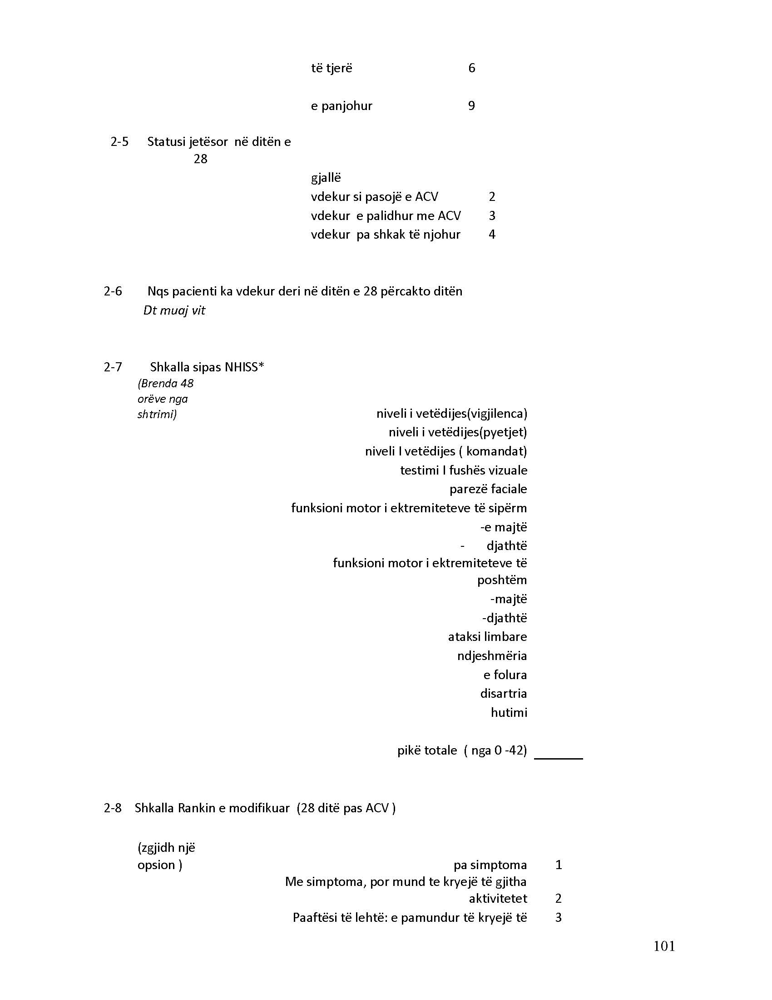 të tjerë 6
e panjohur 9
2-5 Statusi jetësor në ditën e
28
gjallë
vdekur si pasojë e ACV 2
vdekur e palidhur me ACV 3
vdekur pa shkak të njohur 4
2-6 Nqs pacienti ka vdekur deri në ditën e 28 përcakto ditën
Dt muaj vit
2-7 Shkalla sipas NHISS*
(Brenda 48
orëve nga
shtrimi) niveli i vetëdijes(vigjilenca)
niveli i vetëdijes(pyetjet)
niveli I vetëdijes ( komandat)
testimi I fushës vizuale
parezë faciale
funksioni motor i ektremiteteve të sipërm
-e majtë
- djathtë
funksioni motor i ektremiteteve të
poshtëm
-majtë
-djathtë
ataksi limbare
ndjeshmëria
e folura
disartria
hutimi
pikë totale ( nga 0 -42) ______
2-8 Shkalla Rankin e modifikuar (28 ditë pas ACV )
(zgjidh një
opsion ) pa simptoma 1
Me simptoma, por mund te kryejë të gjitha
aktivitetet 2
Paaftësi të lehtë: e pamundur të kryejë të 3
101